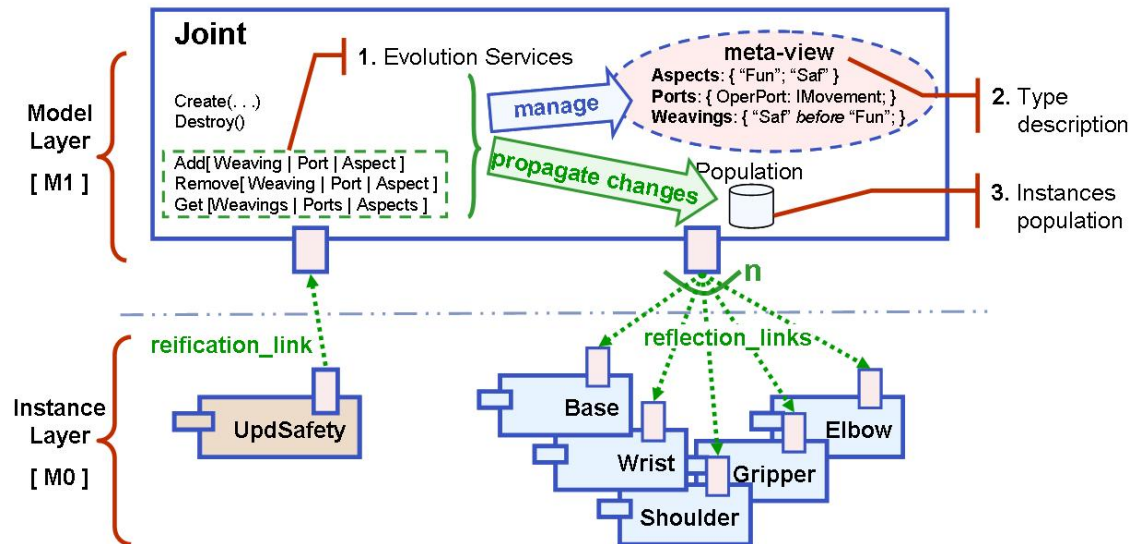 Joint
1. Evolution Services
Create(. . .)
Destroy()
Add[ Weaving | Port | Aspect ]
Remove[ Weaving | Port | Aspect ]
Get [Weavings | Ports | Aspects ]
manage
propagate changes
meta-view
Aspects: { “Fun”; “Saf” }
Ports: { OperPort: IMovement; }
Weavings: { “Saf” before “Fun”; }
2. Type
description
Population
3. Instances
population
Model
Layer
[ M1 ]
n
reification_link
reflection_links
Instance
Layer
[ M0 ]
UpdSafety
Base
Elbow
Wrist
Gripper
Shoulder